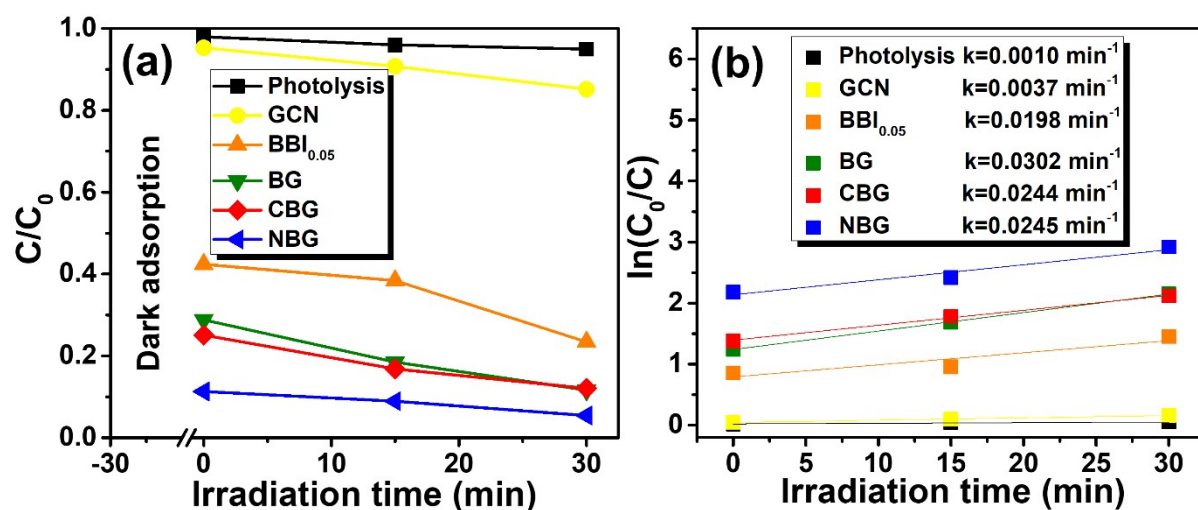 (a)
C/C0
1.0
0.8
0.6
0.4
0.2
0.0
Dark adsorption
Photolysis
GCN
BBI0.05
BG
CBG
NBG
-30 0 15 30
Irradiation time (min)
(b)
ln(C0/C)
6
5
4
3
2
1
0
Photolysis k=0.0010 min-1
GCN k=0.0037 min-1
BBI0.05 k=0.0198 min-1
BG k=0.0302 min-1
CBG k=0.0244 min-1
NBG k=0.0245 min-1
0 5 10 15 20 25 30
Irradiation time (min)